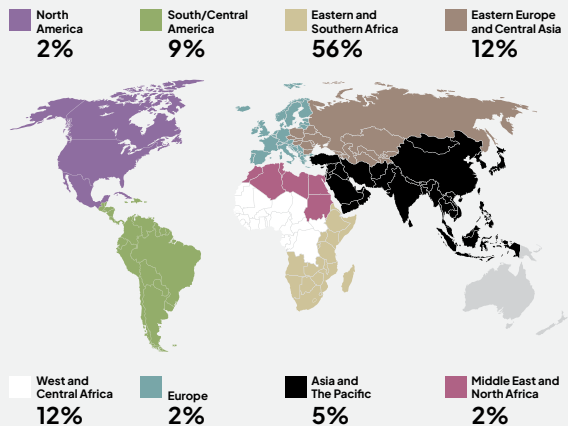 North
America
2%
South/Central
America
9%
Eastern and
Southern Africa
56%
Eastern Europe
and Central Asia
12%
West and
Central Africa
12%
Europe
2%
Asia and
The Pacific
5%
Middle East and
North Africa
2%